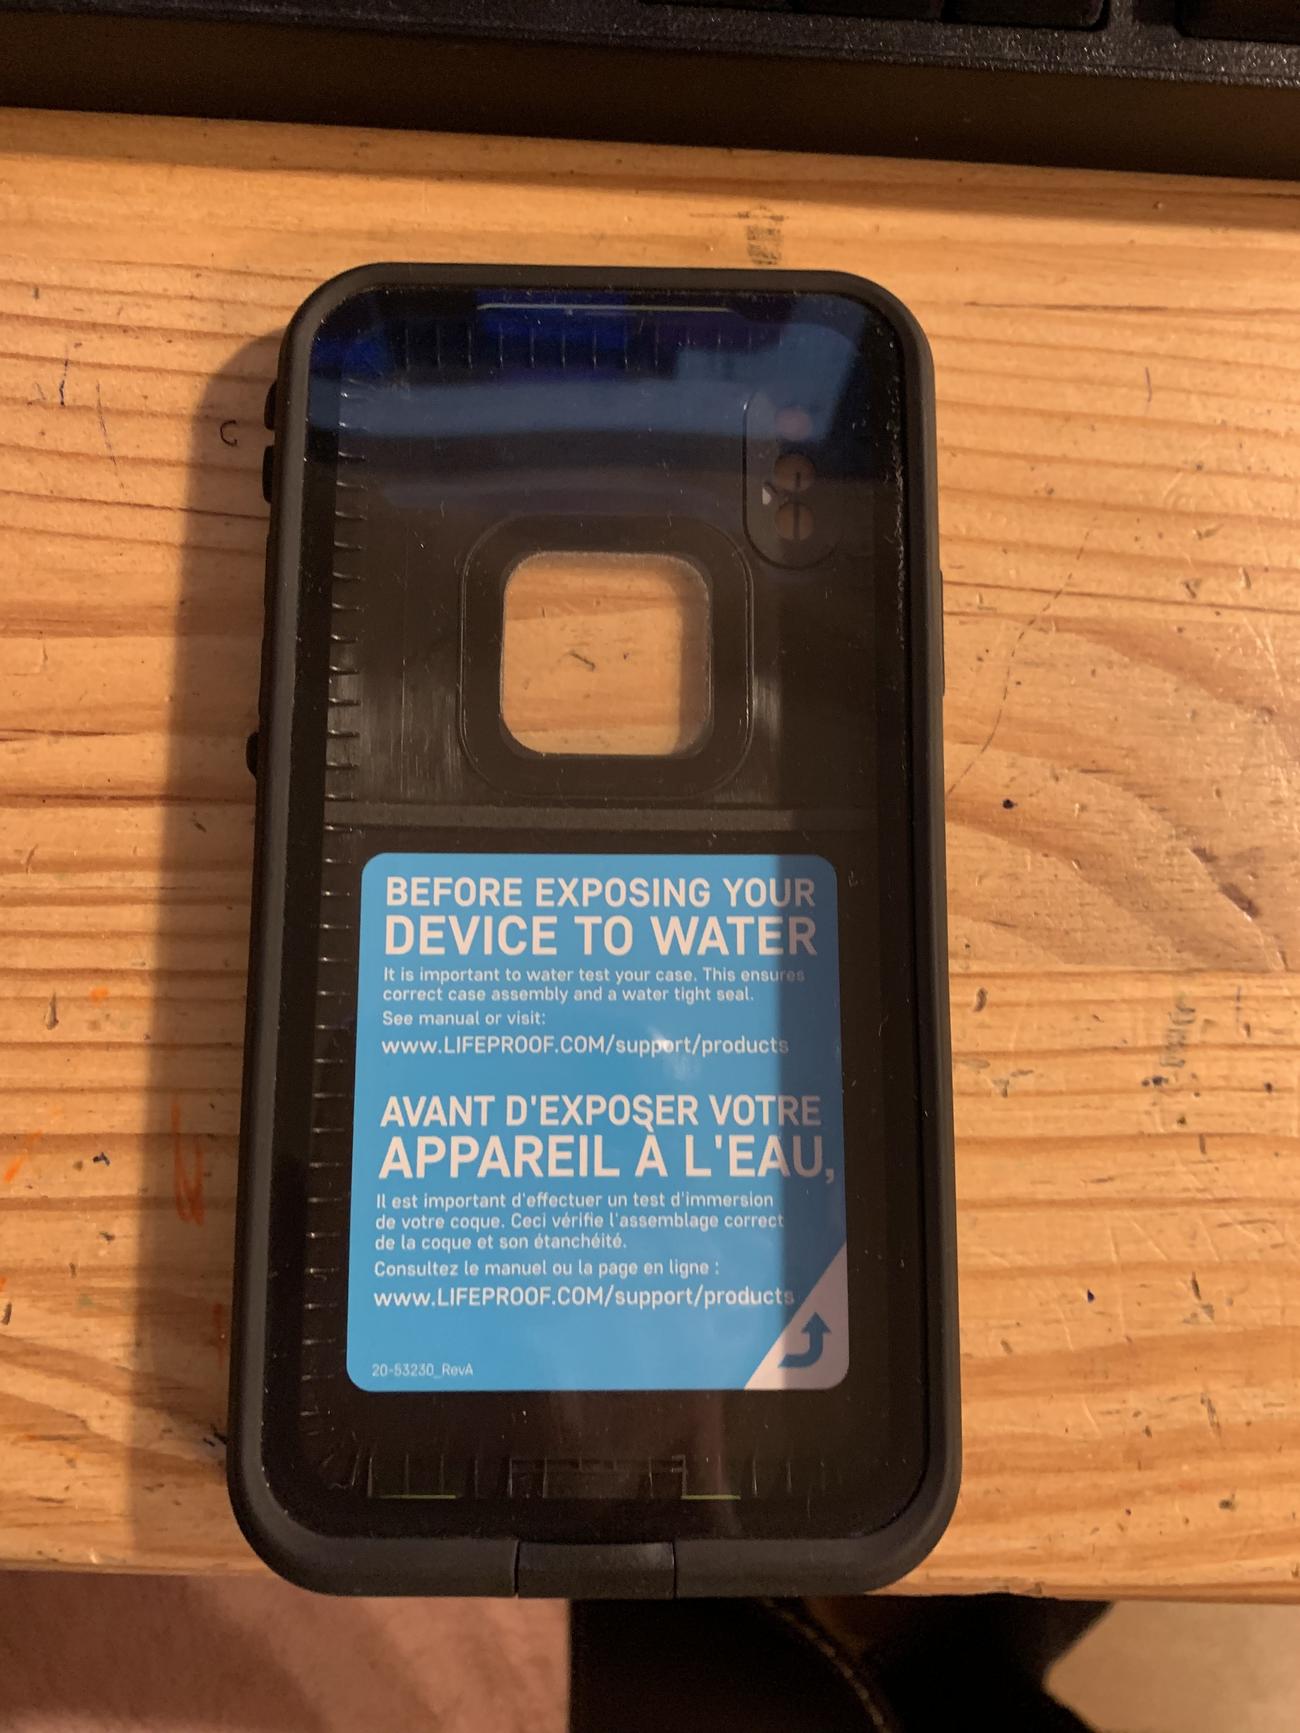 BEFORE EXPOSING YOUR
DEVICE TO WATER
It is important to water test your case. This ensures
correct case assembly and a water tight seal.
See manual or visit:
www.LIFEPROOF.COM/support/products
AVANT D'EXPOSER VOTRE
APPAREIL À L'EAU,
Il est important d'effectuer un test d'immersion
de votre coque. Ceci vérifie l'assemblage correct
de la coque et son étanchéité.
Consultez le manuel ou la page en ligne :
www.LIFEPROOF.COM/support/products
20-53230_RevA